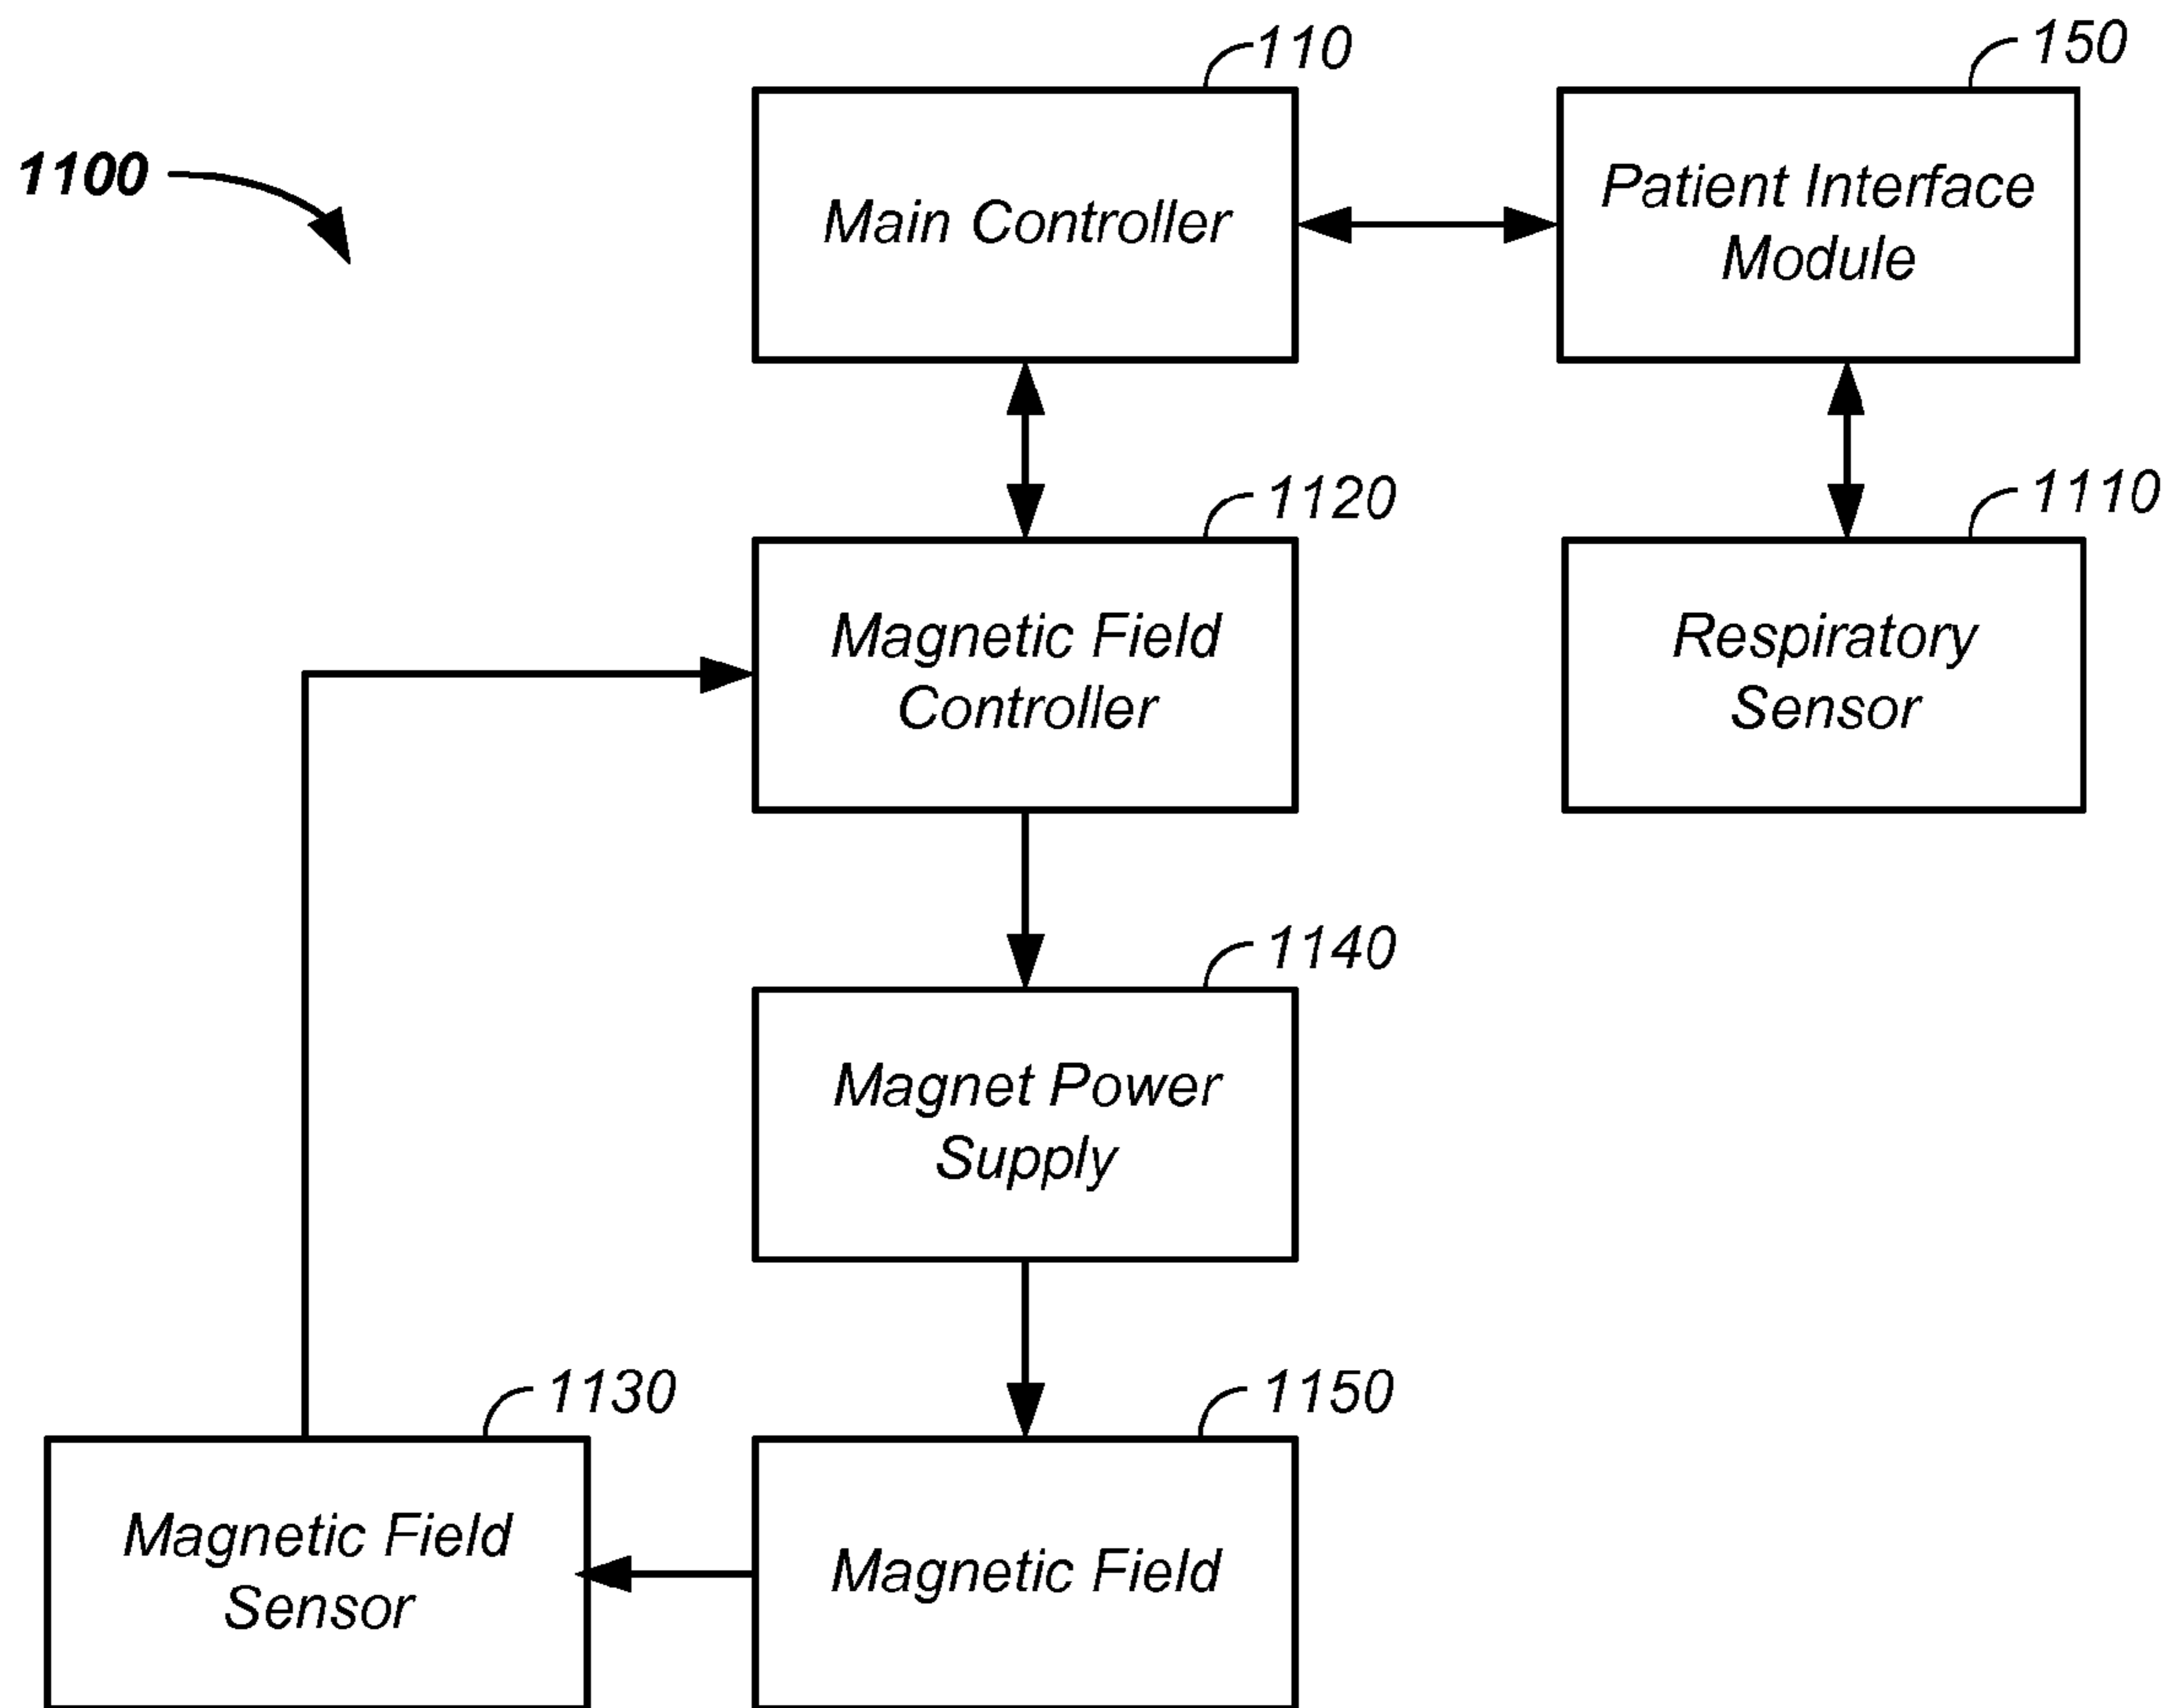 110
150
1100
Main Controller
Patient Interface
Module
1120
1110
Magnetic Field
Controller
Respiratory
Sensor
1140
Magnet Power
Supply
1130
1150
Magnetic Field
Sensor
Magnetic Field